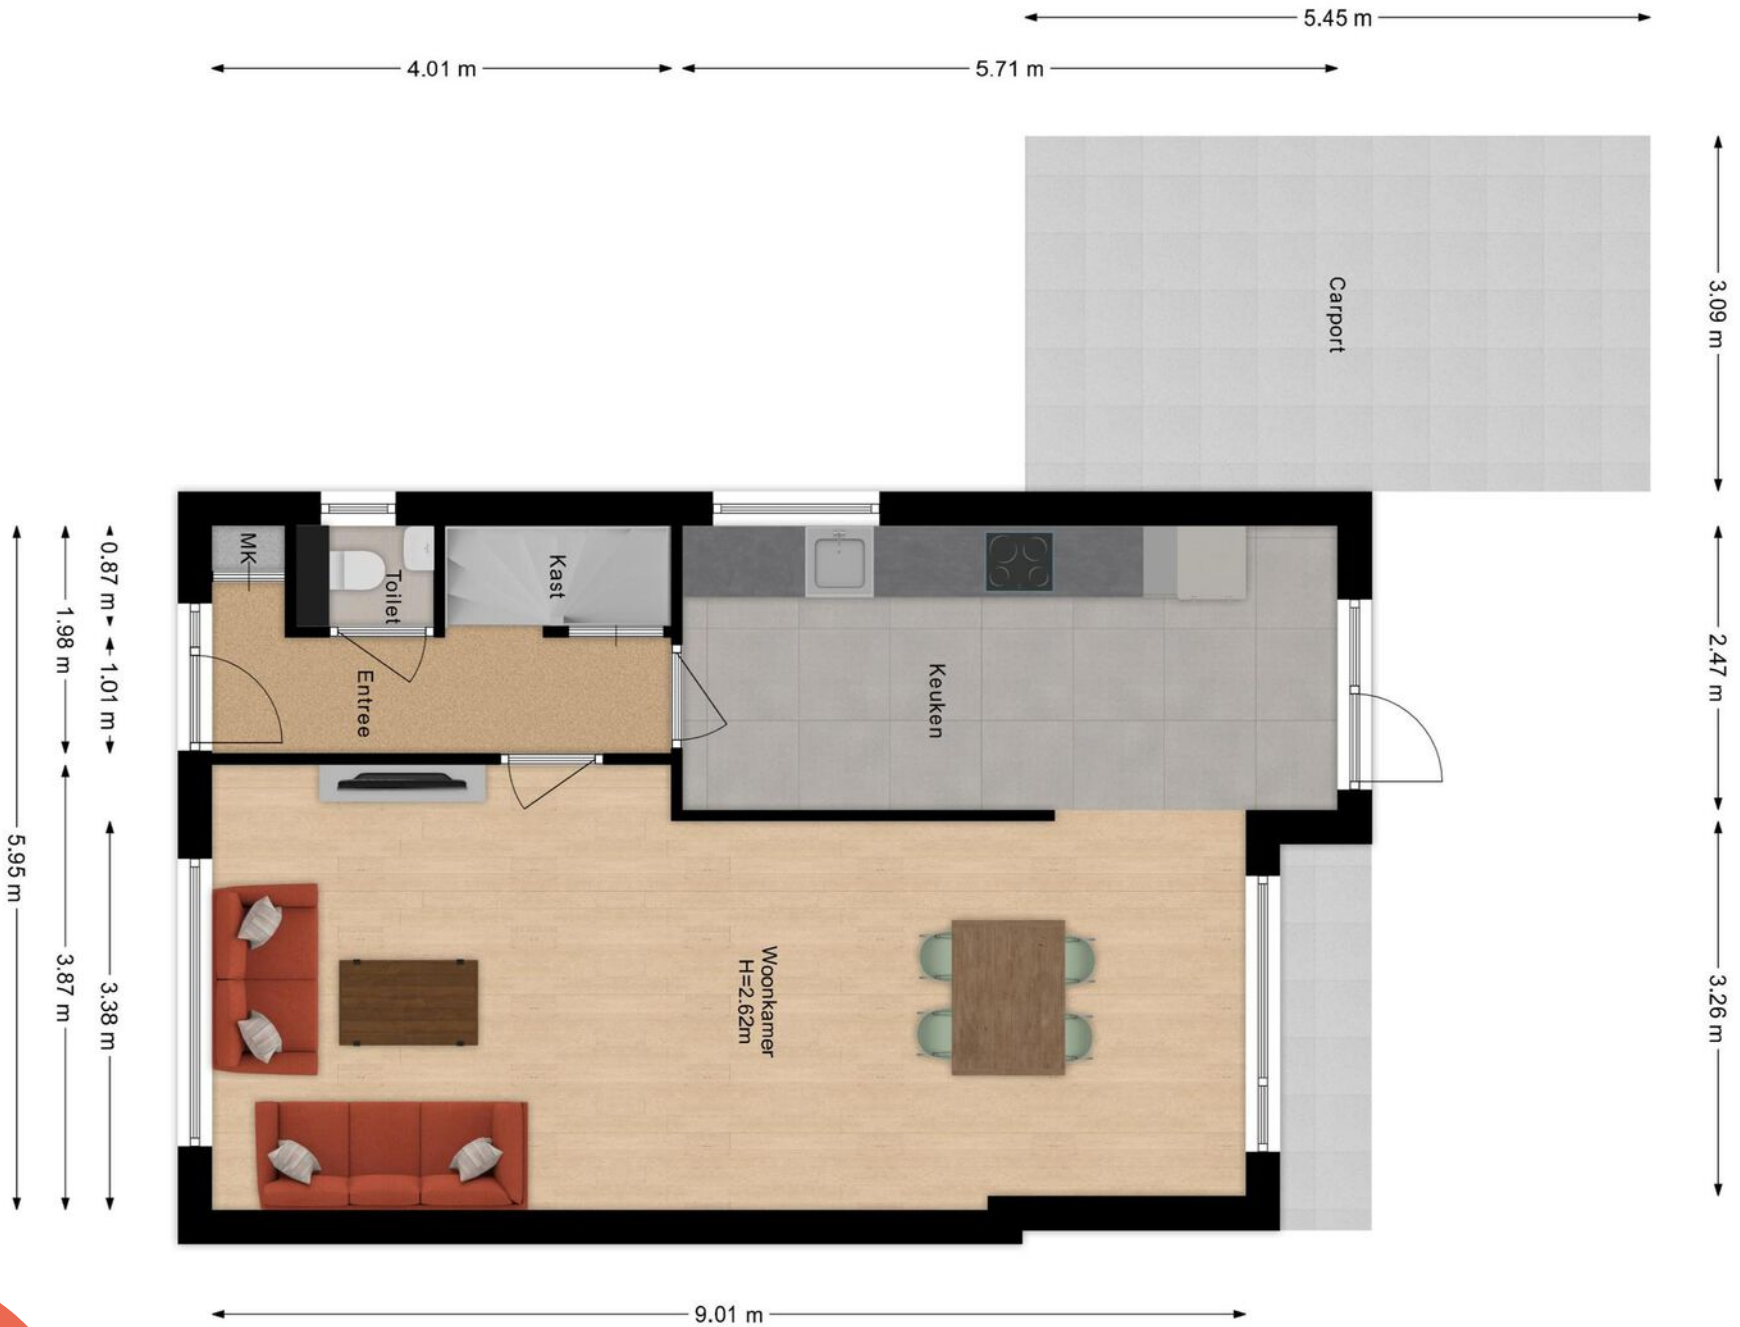 5.45 m
4.01 m
5.71 m
3.09 m
Carport
MK
Toilet
Kast
0.87 m
1.98 m
1.01 m
Entree
Keuken
2.47 m
5.95 m
3.87 m
3.38 m
Woonkamer
H=2.62m
3.26 m
9.01 m